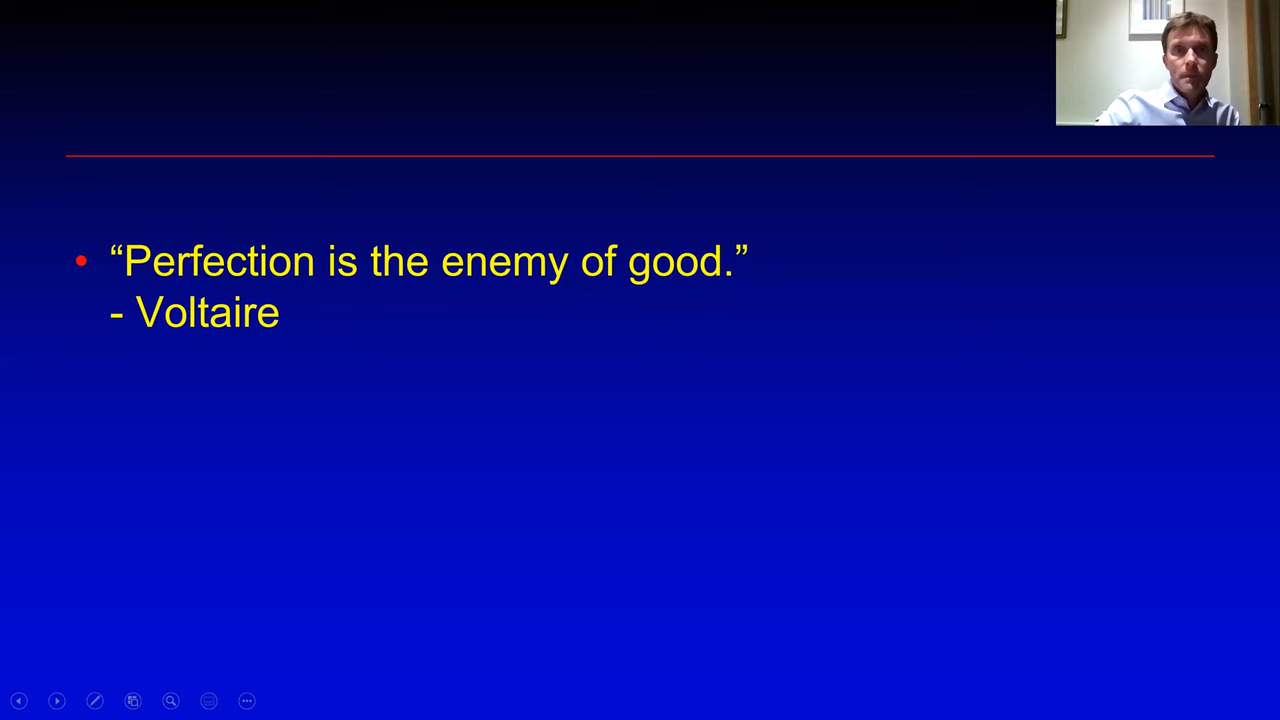 • “Perfection is the enemy of good.”
- Voltaire